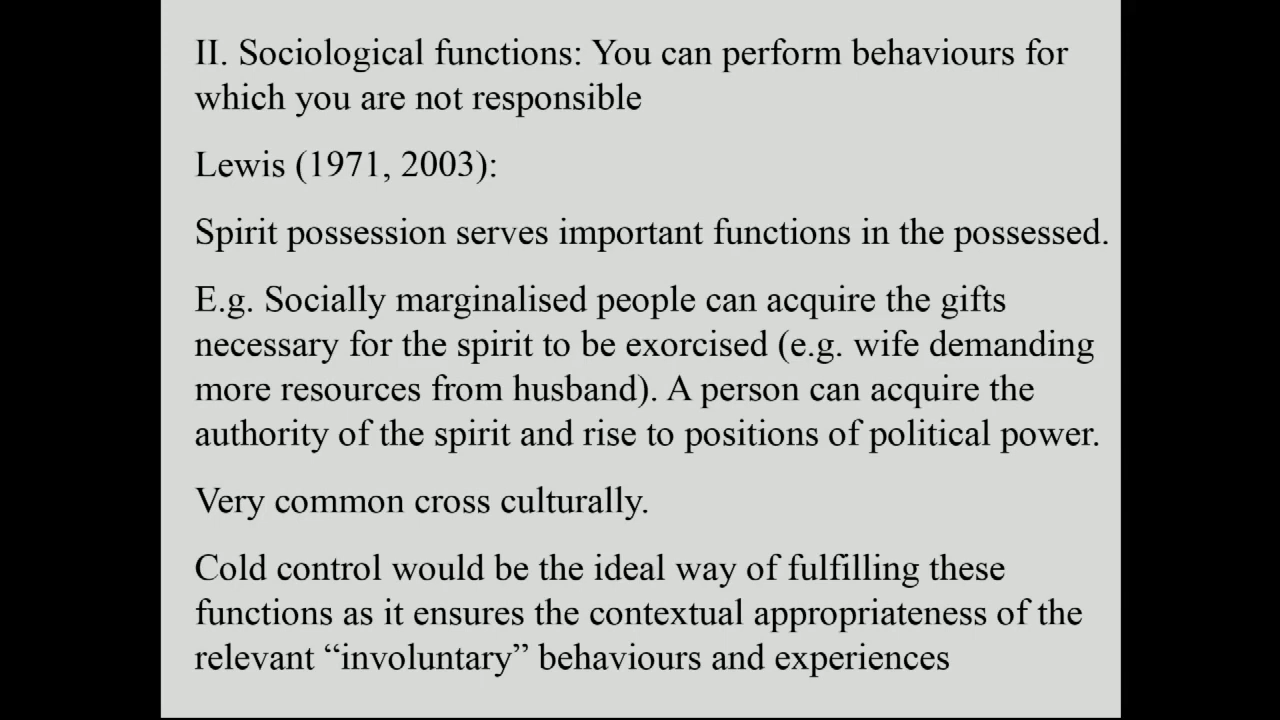 II. Sociological functions: You can perform behaviours for
which you are not responsible
Lewis (1971, 2003):
Spirit possession serves important functions in the possessed.
E.g. Socially marginalised people can acquire the gifts
necessary for the spirit to be exorcised (e.g. wife demanding
more resources from husband). A person can acquire the
authority of the spirit and rise to positions of political power.
Very common cross culturally.
Cold control would be the ideal way of fulfilling these
functions as it ensures the contextual appropriateness of the
relevant “involuntary” behaviours and experiences